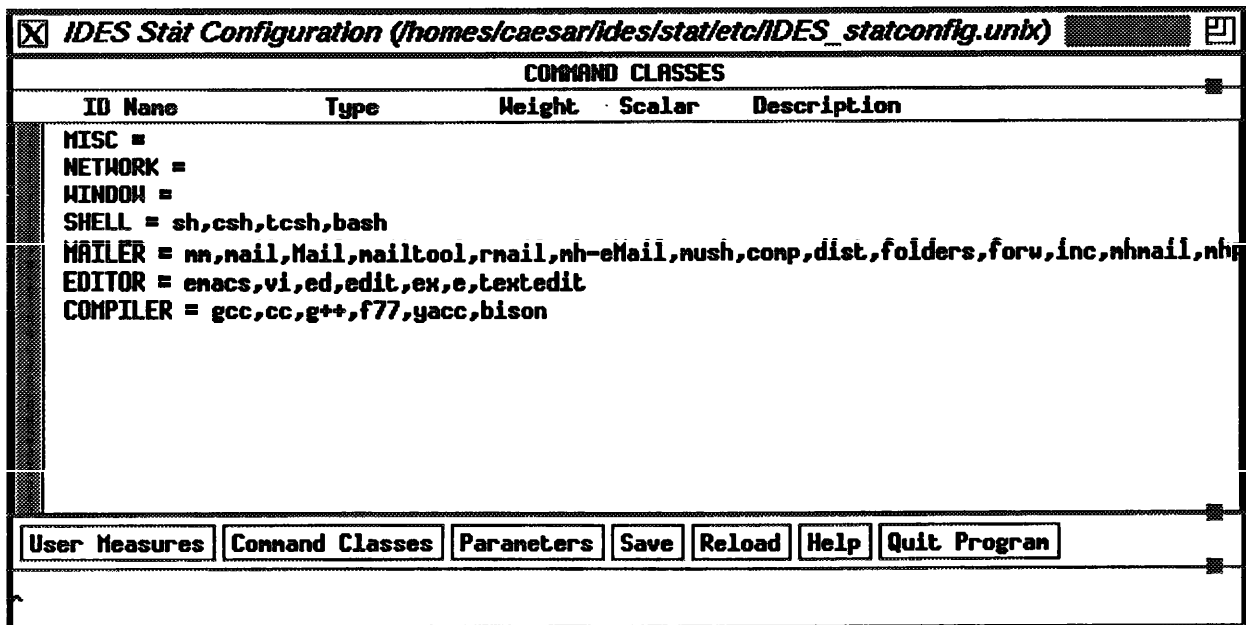 IDES Stat Configuration (/homes/caesar/ides/stat/etc/IDES_statconfig.unix)
COMMAND CLASSES
ID Name Type Weight Scalar Description
MISC =
NETWORK =
WINDOW =
SHELL = sh,csh,tcsh,bash
MAILER = mm,mail,Mail,mailtool,rmail,mh-eMail,mush,comp,dist,folders,forw,inc,mhmail,mhp
EDITOR = emacs,vi,ed,edit,ex,e,textedit
COMPILER = gcc,cc,g++,f77,yacc,bison
User Measures Command Classes Parameters Save Reload Help Quit Program
^